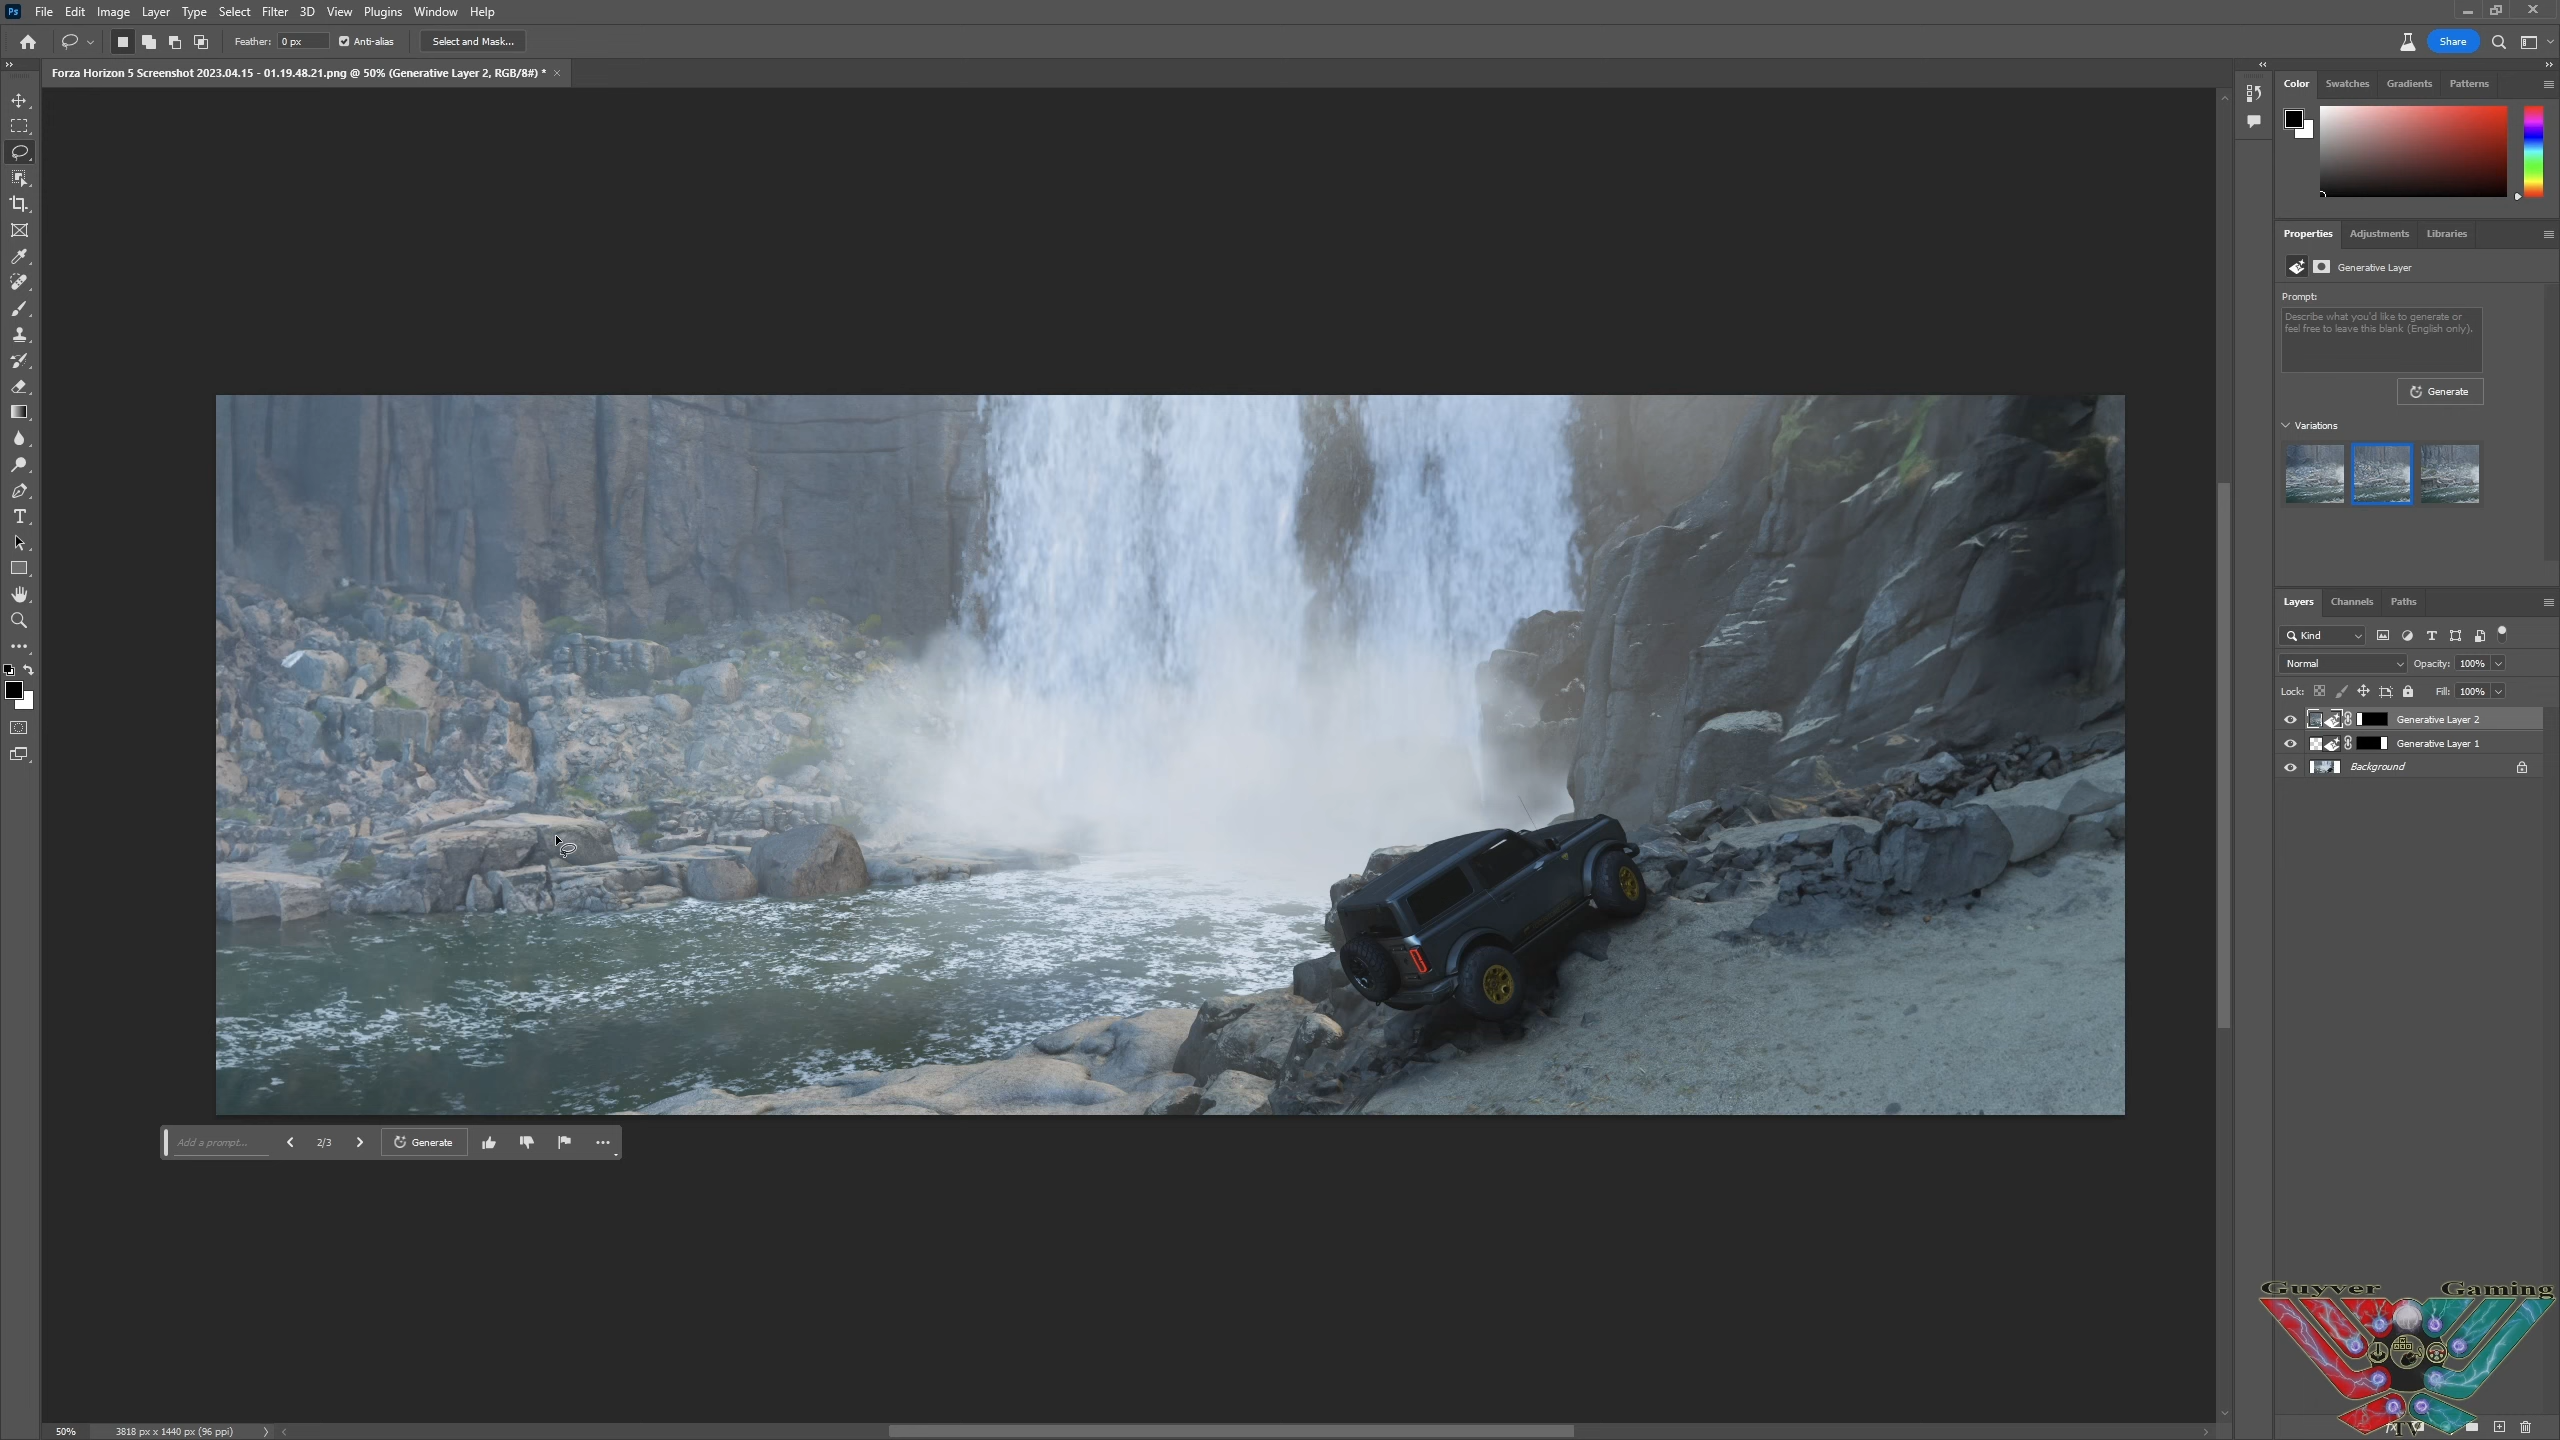 Ps File Edit Image Layer Type Select Filter 3D View Plugins Window Help
Feather: 0 px Anti-alias Select and Mask... Share
Forza Horizon 5 Screenshot 2023.04.15 - 01.19.48.21.png @ 50% (Generative Layer 2, RGB/8#) * ×
Color Swatches Gradients Patterns
Properties Adjustments Libraries
Generative Layer
Prompt:
Describe what you'd like to generate or
feel free to leave this blank (English only).
Generate
Variations
Layers Channels Paths
Kind
Normal Opacity: 100%
Lock: Fill: 100%
Generative Layer 2
Generative Layer 1
Background
Add a prompt... 2/3 Generate
Guyver Gaming
TV
50% 3818 px x 1440 px (96 ppi)